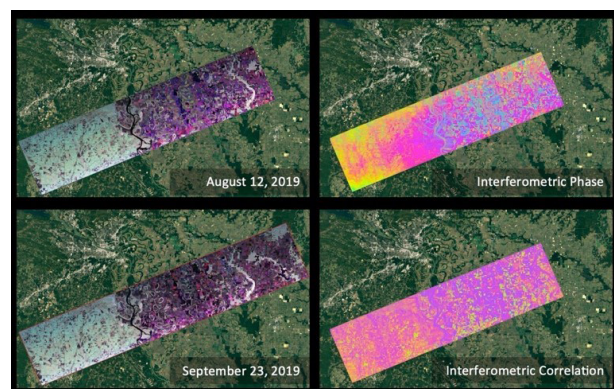 August 12, 2019
Interferometric Phase
September 23, 2019
Interferometric Correlation